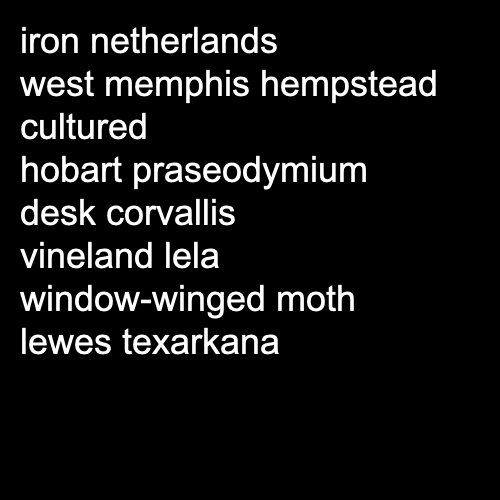 iron netherlands
west memphis hempstead
cultured
hobart praseodymium
desk corvallis
vineland lela
window-winged moth
lewes texarkana